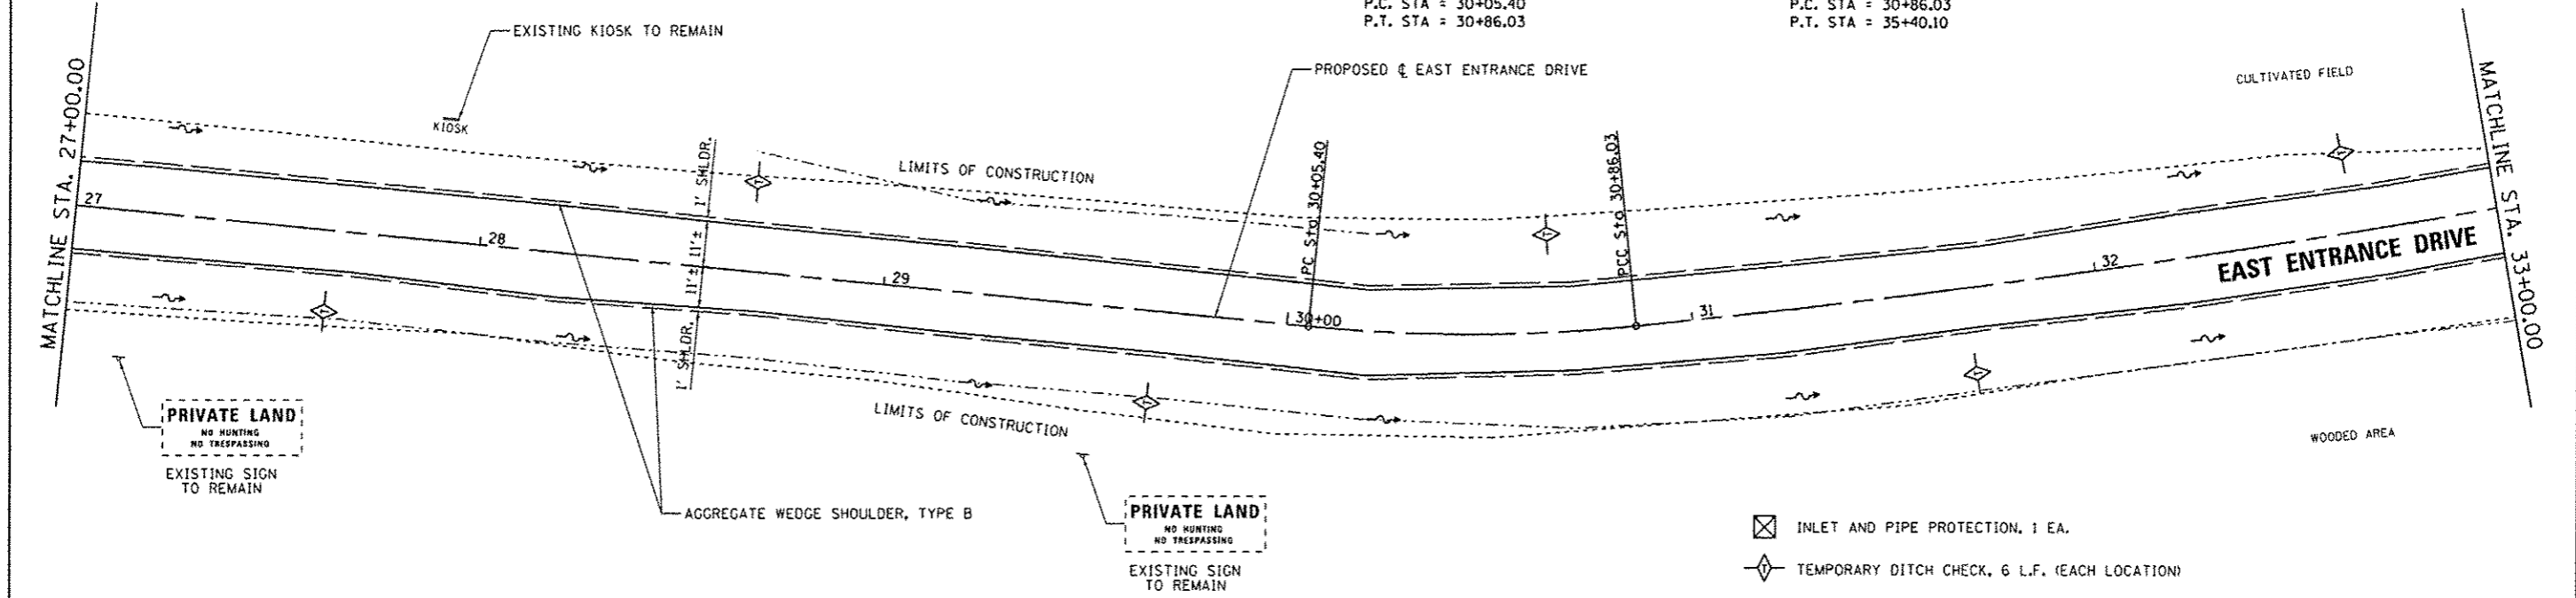 P.C. STA = 30+05.40
P.T. STA = 30+86.03
P.C. STA = 30+86.03
P.T. STA = 35+40.10
EXISTING KIOSK TO REMAIN
PROPOSED ℄ EAST ENTRANCE DRIVE
CULTIVATED FIELD
MATCHLINE STA. 27+00.00
KIOSK
1' SHLDR.
LIMITS OF CONSTRUCTION
PC Sta 30+05.40
PCC Sta 30+86.03
MATCHLINE STA. 33+00.00
27
28
11'± 11'±
29
30+00
31
32
EAST ENTRANCE DRIVE
1' SHLDR.
LIMITS OF CONSTRUCTION
WOODED AREA
PRIVATE LAND
NO HUNTING
NO TRESPASSING
EXISTING SIGN
TO REMAIN
AGGREGATE WEDGE SHOULDER, TYPE B
PRIVATE LAND
NO HUNTING
NO TRESPASSING
EXISTING SIGN
TO REMAIN
INLET AND PIPE PROTECTION, 1 EA.
T TEMPORARY DITCH CHECK, 6 L.F. (EACH LOCATION)